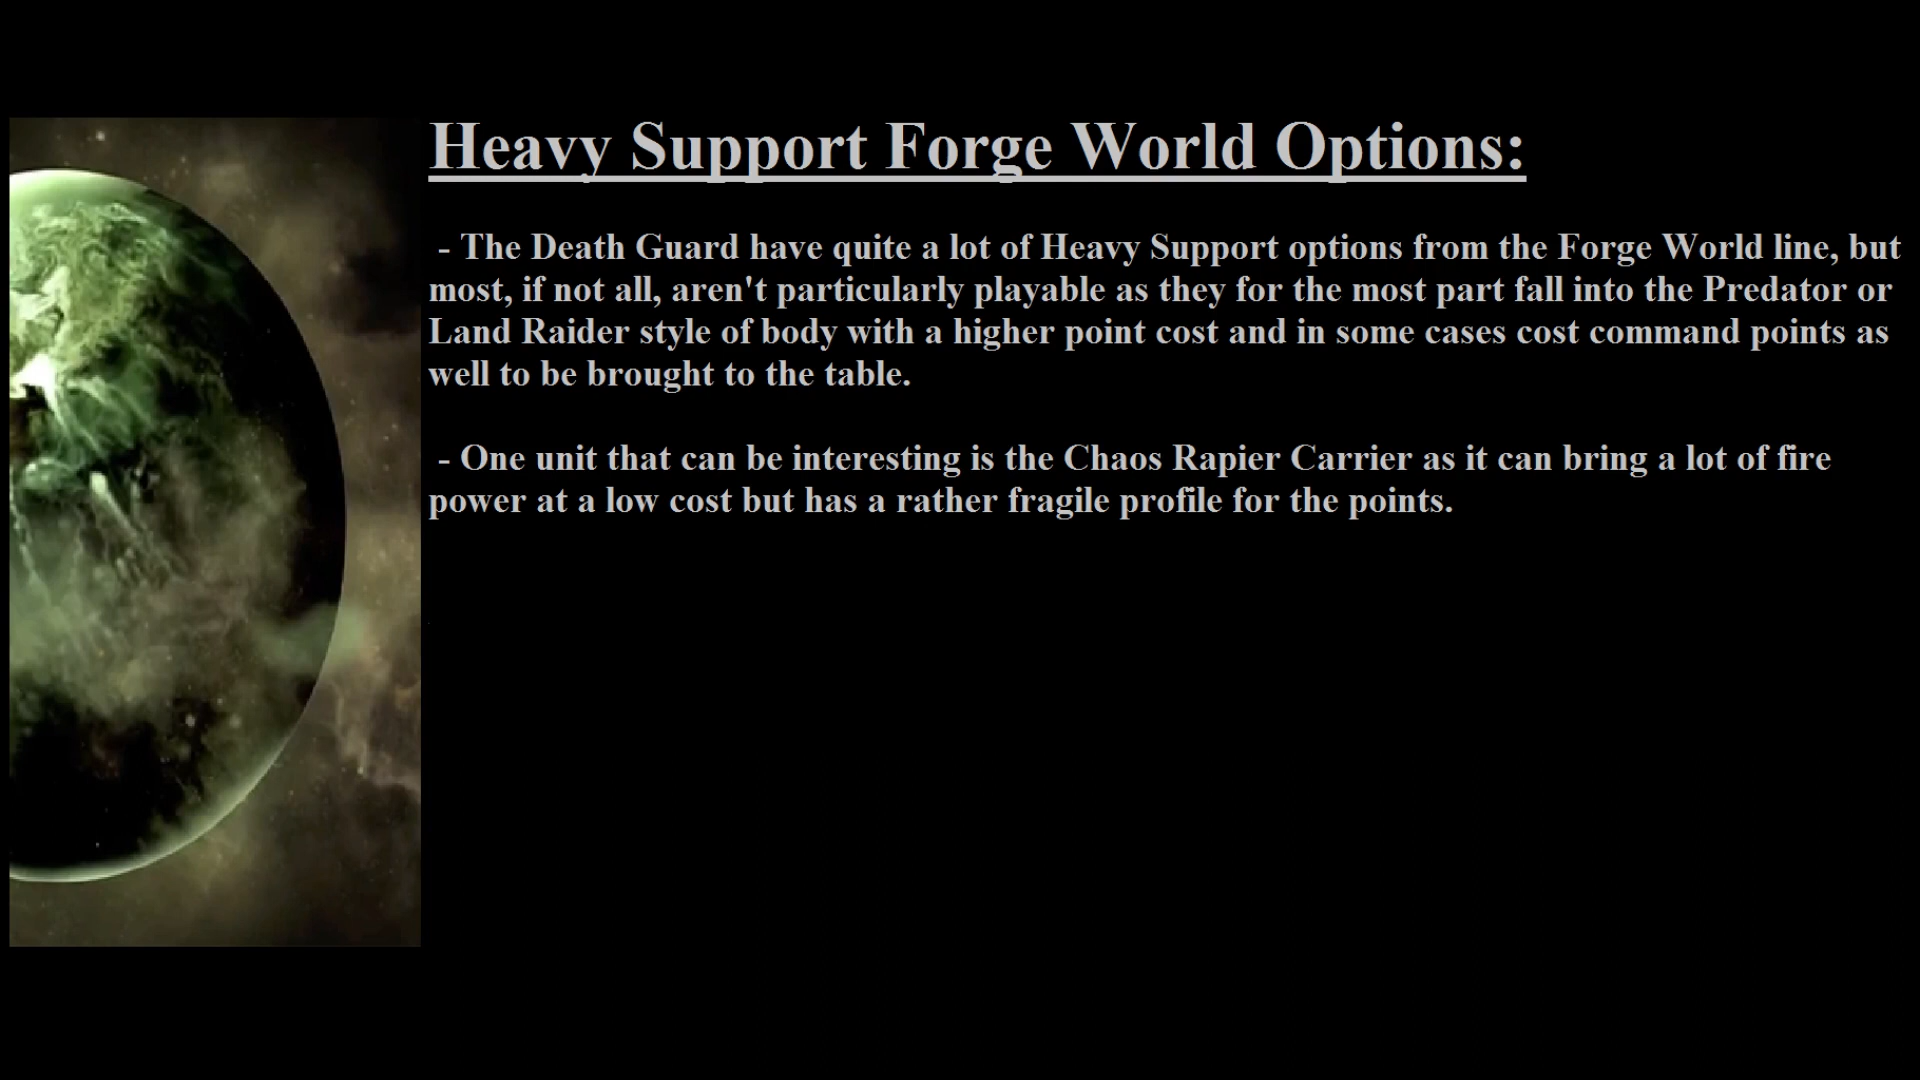 Heavy Support Forge World Options:
- The Death Guard have quite a lot of Heavy Support options from the Forge World line, but
most, if not all, aren't particularly playable as they for the most part fall into the Predator or
Land Raider style of body with a higher point cost and in some cases cost command points as
well to be brought to the table.
- One unit that can be interesting is the Chaos Rapier Carrier as it can bring a lot of fire
power at a low cost but has a rather fragile profile for the points.